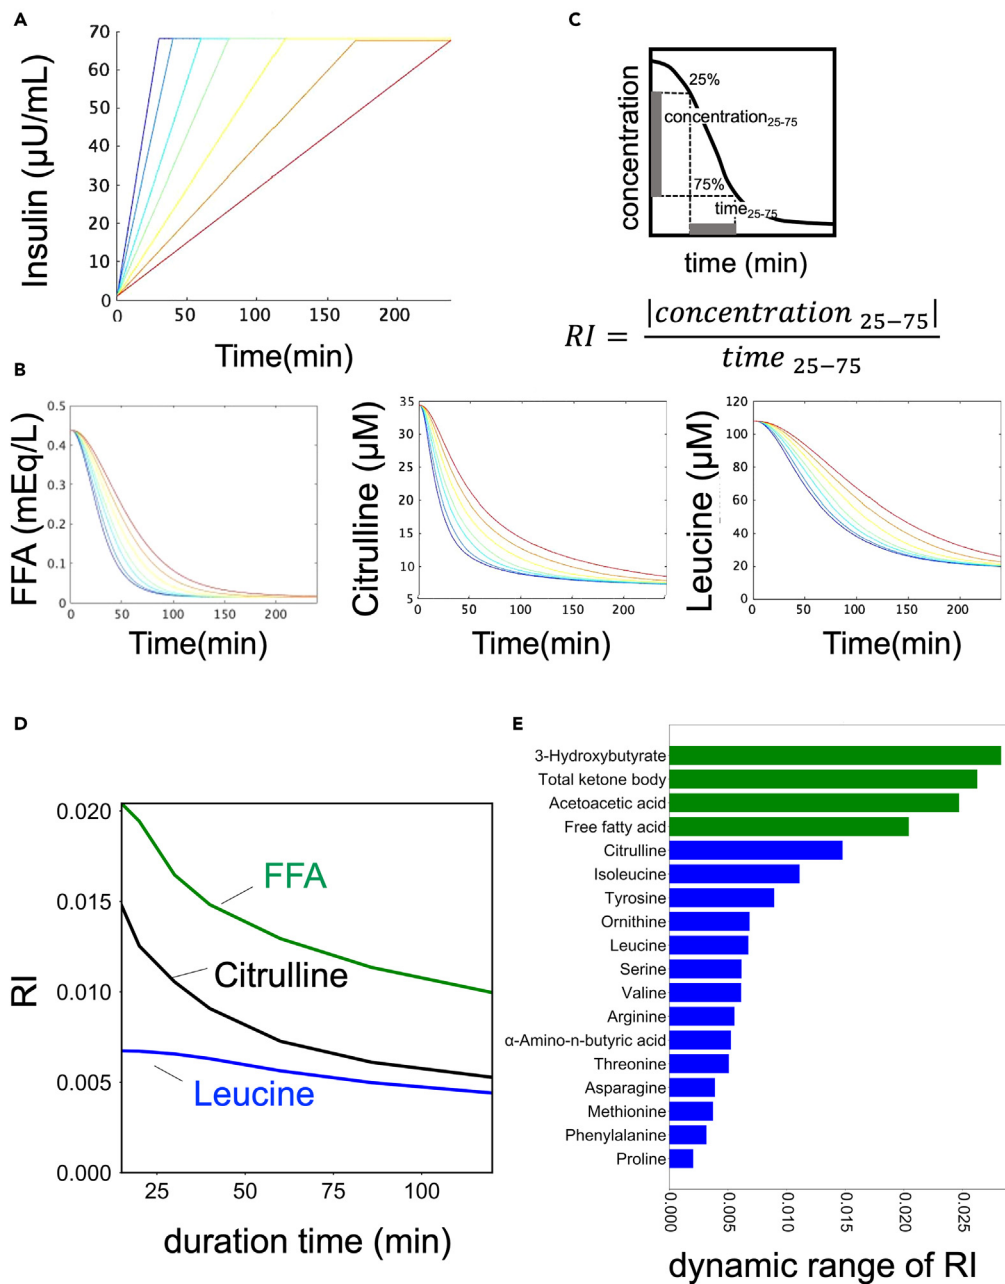 A
70
60
50
40
30
20
10
0
Insulin (µU/mL)
0
50
100
150
200
Time(min)
C
concentration
25%
concentration25-75
75%
time25-75
time (min)
RI = |concentration 25−75| / time 25−75
B
0.5
0.4
0.3
0.2
0.1
0
FFA (mEq/L)
0 50 100 150 200
Time(min)
35
30
25
20
15
10
5
Citrulline (µM)
0 50 100 150 200
Time(min)
120
100
80
60
40
20
0
Leucine (µM)
0 50 100 150 200
Time(min)
D
0.020
0.015
0.010
0.005
0.000
RI
FFA
Citrulline
Leucine
25 50 75 100
duration time (min)
E
3-Hydroxybutyrate
Total ketone body
Acetoacetic acid
Free fatty acid
Citrulline
Isoleucine
Tyrosine
Ornithine
Leucine
Serine
Valine
Arginine
α-Amino-n-butyric acid
Threonine
Asparagine
Methionine
Phenylalanine
Proline
0.000 0.005 0.010 0.015 0.020 0.025
dynamic range of RI